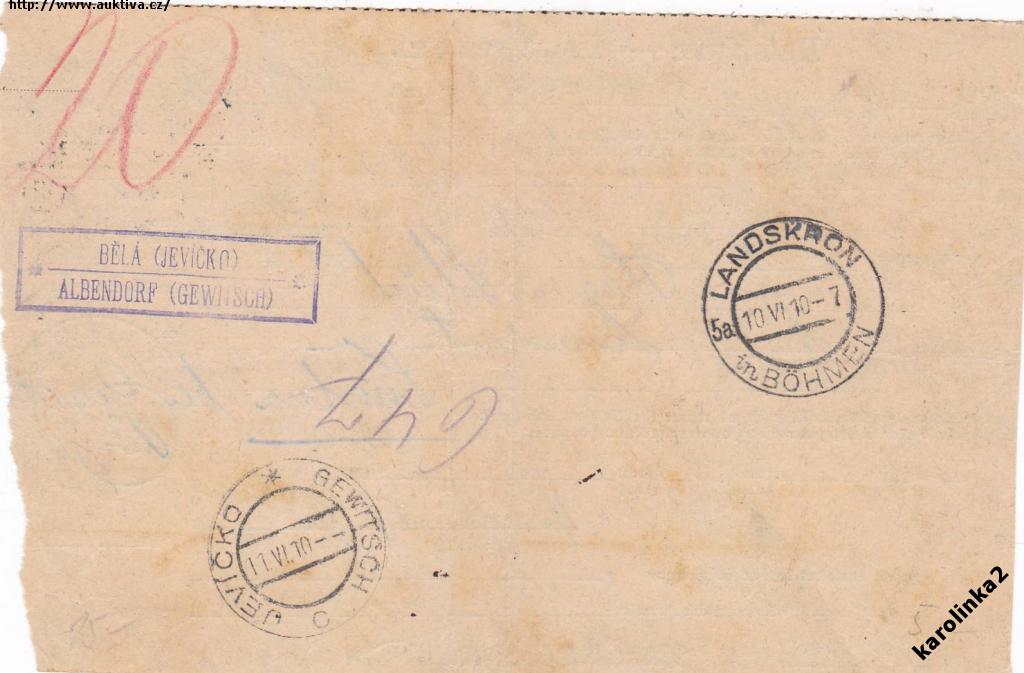 http://www.auktiva.cz/
20
BĚLÁ (JEVÍČKO)
ALBENDORF (GEWITSCH)
LANDSKRON
5a 10 VI 10-7
in BÖHMEN
647
* GEWITSCH
11.VI.10-
JEVÍČKO C
karolinka2